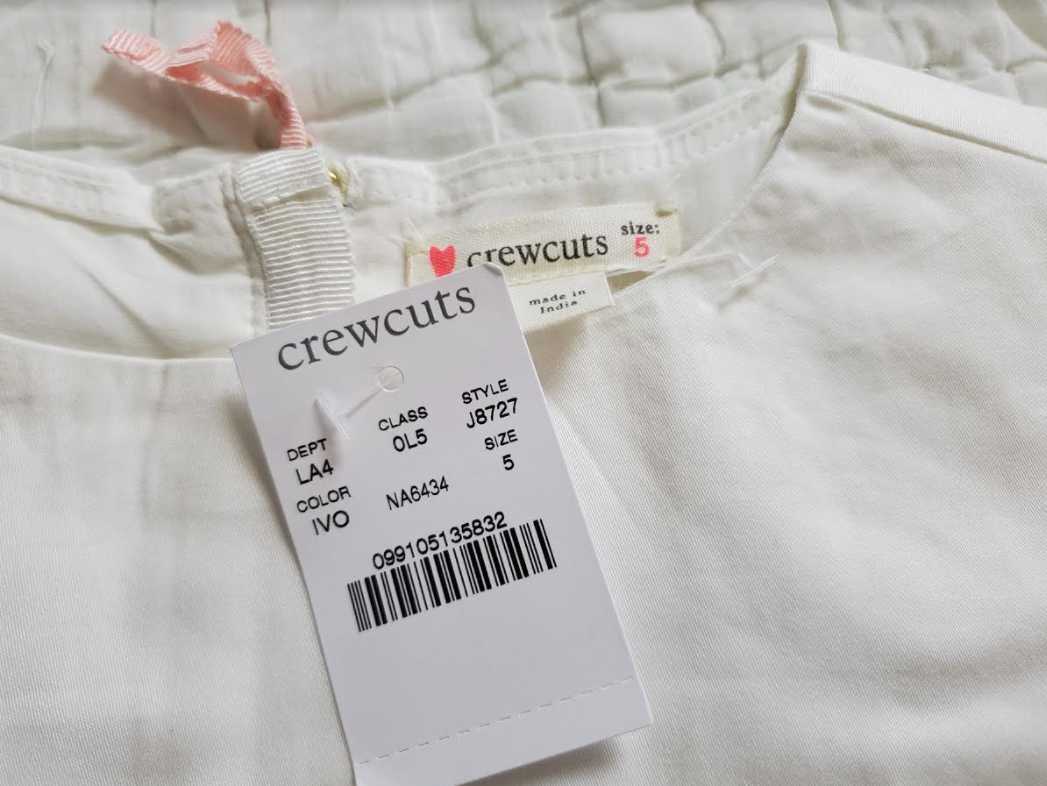 crewcuts
size:
5
made in
India
crewcuts
DEPT CLASS STYLE
LA4 0L5 J8727
COLOR NA6434 SIZE
IVO 5
099105135832